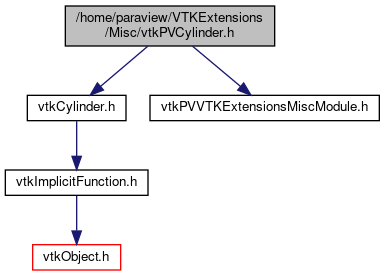 /home/paraview/VTKExtensions
/Misc/vtkPVCylinder.h
vtkCylinder.h
vtkPVVTKExtensionsMiscModule.h
vtkImplicitFunction.h
vtkObject.h